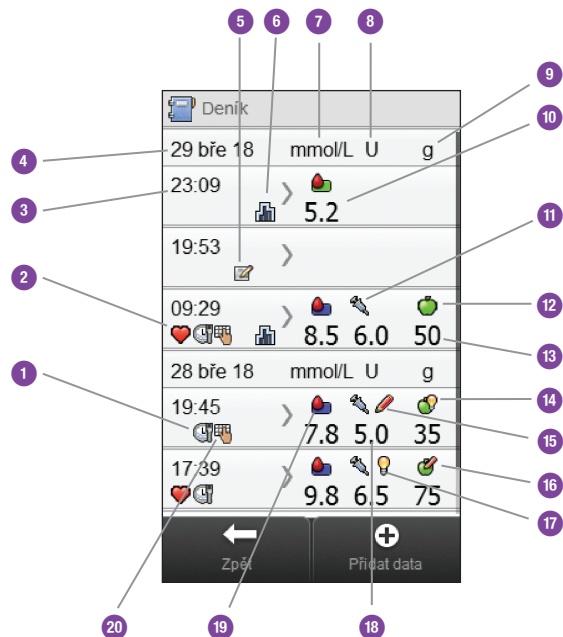 5 6 7 8
9
Deník
10
4 29 bře 18 mmol/L U g
3 23:09
5.2
11
19:53
2 12
09:29
8.5 6.0 50 13
1 28 bře 18 mmol/L U g
19:45 14
7.8 5.0 35 15
17:39 16
9.8 6.5 75 17
Zpět Přidat data
20 19 18